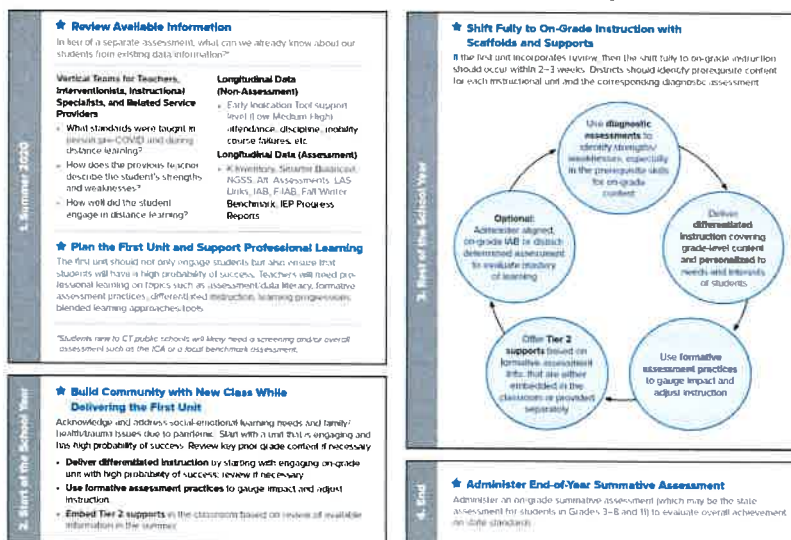 1. Summer 2020
★ Review Available Information
In lieu of a separate assessment, what can we already know about our
students from existing data/information?*
Vertical Teams for Teachers,
Interventionists, Instructional
Specialists, and Related Service
Providers
• What standards were taught in
person pre-COVID and during
distance learning?
• How does the previous teacher
describe the student's strengths
and weaknesses?
• How well did the student
engage in distance learning?
Longitudinal Data
(Non-Assessment)
• Early Indication Tool support
level (Low Medium High)
attendance, discipline, mobility
course failures, etc.
Longitudinal Data (Assessment)
• K Inventory, Smarter Balanced,
NGSS, Alt Assessments, LAS
Links, IAB, F-IAB, Fall Winter
Benchmark, IEP Progress
Reports
★ Plan the First Unit and Support Professional Learning
The first unit should not only engage students but also ensure that
students will have a high probability of success. Teachers will need pro-
fessional learning on topics such as assessment/data literacy, formative
assessment practices, differentiated instruction, learning progressions,
blended learning approaches/tools.
*Students new to CT public schools will likely need a screening and/or overall
assessment such as the ICA or a local benchmark assessment.
2. Start of the School Year
★ Build Community with New Class While
Delivering the First Unit
Acknowledge and address social-emotional learning needs and family/
health/trauma issues due to pandemic. Start with a unit that is engaging and
has high probability of success. Review key prior grade content if necessary
• Deliver differentiated instruction by starting with engaging on-grade
unit with high probability of success; review if necessary
• Use formative assessment practices to gauge impact and adjust
instruction
• Embed Tier 2 supports in the classroom based on review of available
information in the summer
3. Rest of the School Year
★ Shift Fully to On-Grade Instruction with
Scaffolds and Supports
If the first unit incorporates review, then the shift fully to on-grade instruction
should occur within 2–3 weeks. Districts should identify prerequisite content
for each instructional unit and the corresponding diagnostic assessment
Use diagnostic
assessments to
identify strengths/
weaknesses, especially
in the prerequisite skills
for on-grade
content
Deliver
differentiated
instruction covering
grade-level content
and personalized to
needs and interests
of students
Use formative
assessment practices
to gauge impact and
adjust instruction
Offer Tier 2
supports based on
formative assessment
info. that are either
embedded in the
classroom or provided
separately
Optional:
Administer aligned,
on-grade IAB or district
determined assessment
to evaluate mastery
of learning
4. End
★ Administer End-of-Year Summative Assessment
Administer an on-grade summative assessment (which may be the state
assessment for students in Grades 3–8 and 11) to evaluate overall achievement
on state standards